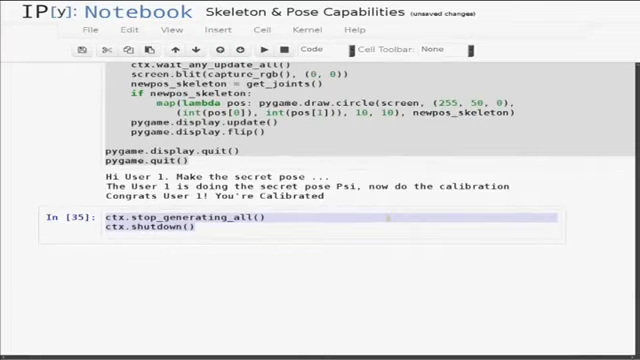 IP[y]: Notebook Skeleton & Pose Capabilities (unsaved changes)
File Edit View Insert Cell Kernel Help
Code Cell Toolbar: None
ctx.wait_any_update_all()
screen.blit(capture_rgb(), (0, 0))
newpos_skeleton = get_joints()
if newpos_skeleton:
map(lambda pos: pygame.draw.circle(screen, (255, 50, 0),
(int(pos[0]), int(pos[1])), 10, 10), newpos_skeleton)
pygame.display.update()
pygame.display.flip()
pygame.display.quit()
pygame.quit()
Hi User 1. Make the secret pose ...
The User 1 is doing the secret pose Psi, now do the calibration
Congrats User 1! You're Calibrated
In [35]: ctx.stop_generating_all()
ctx.shutdown()